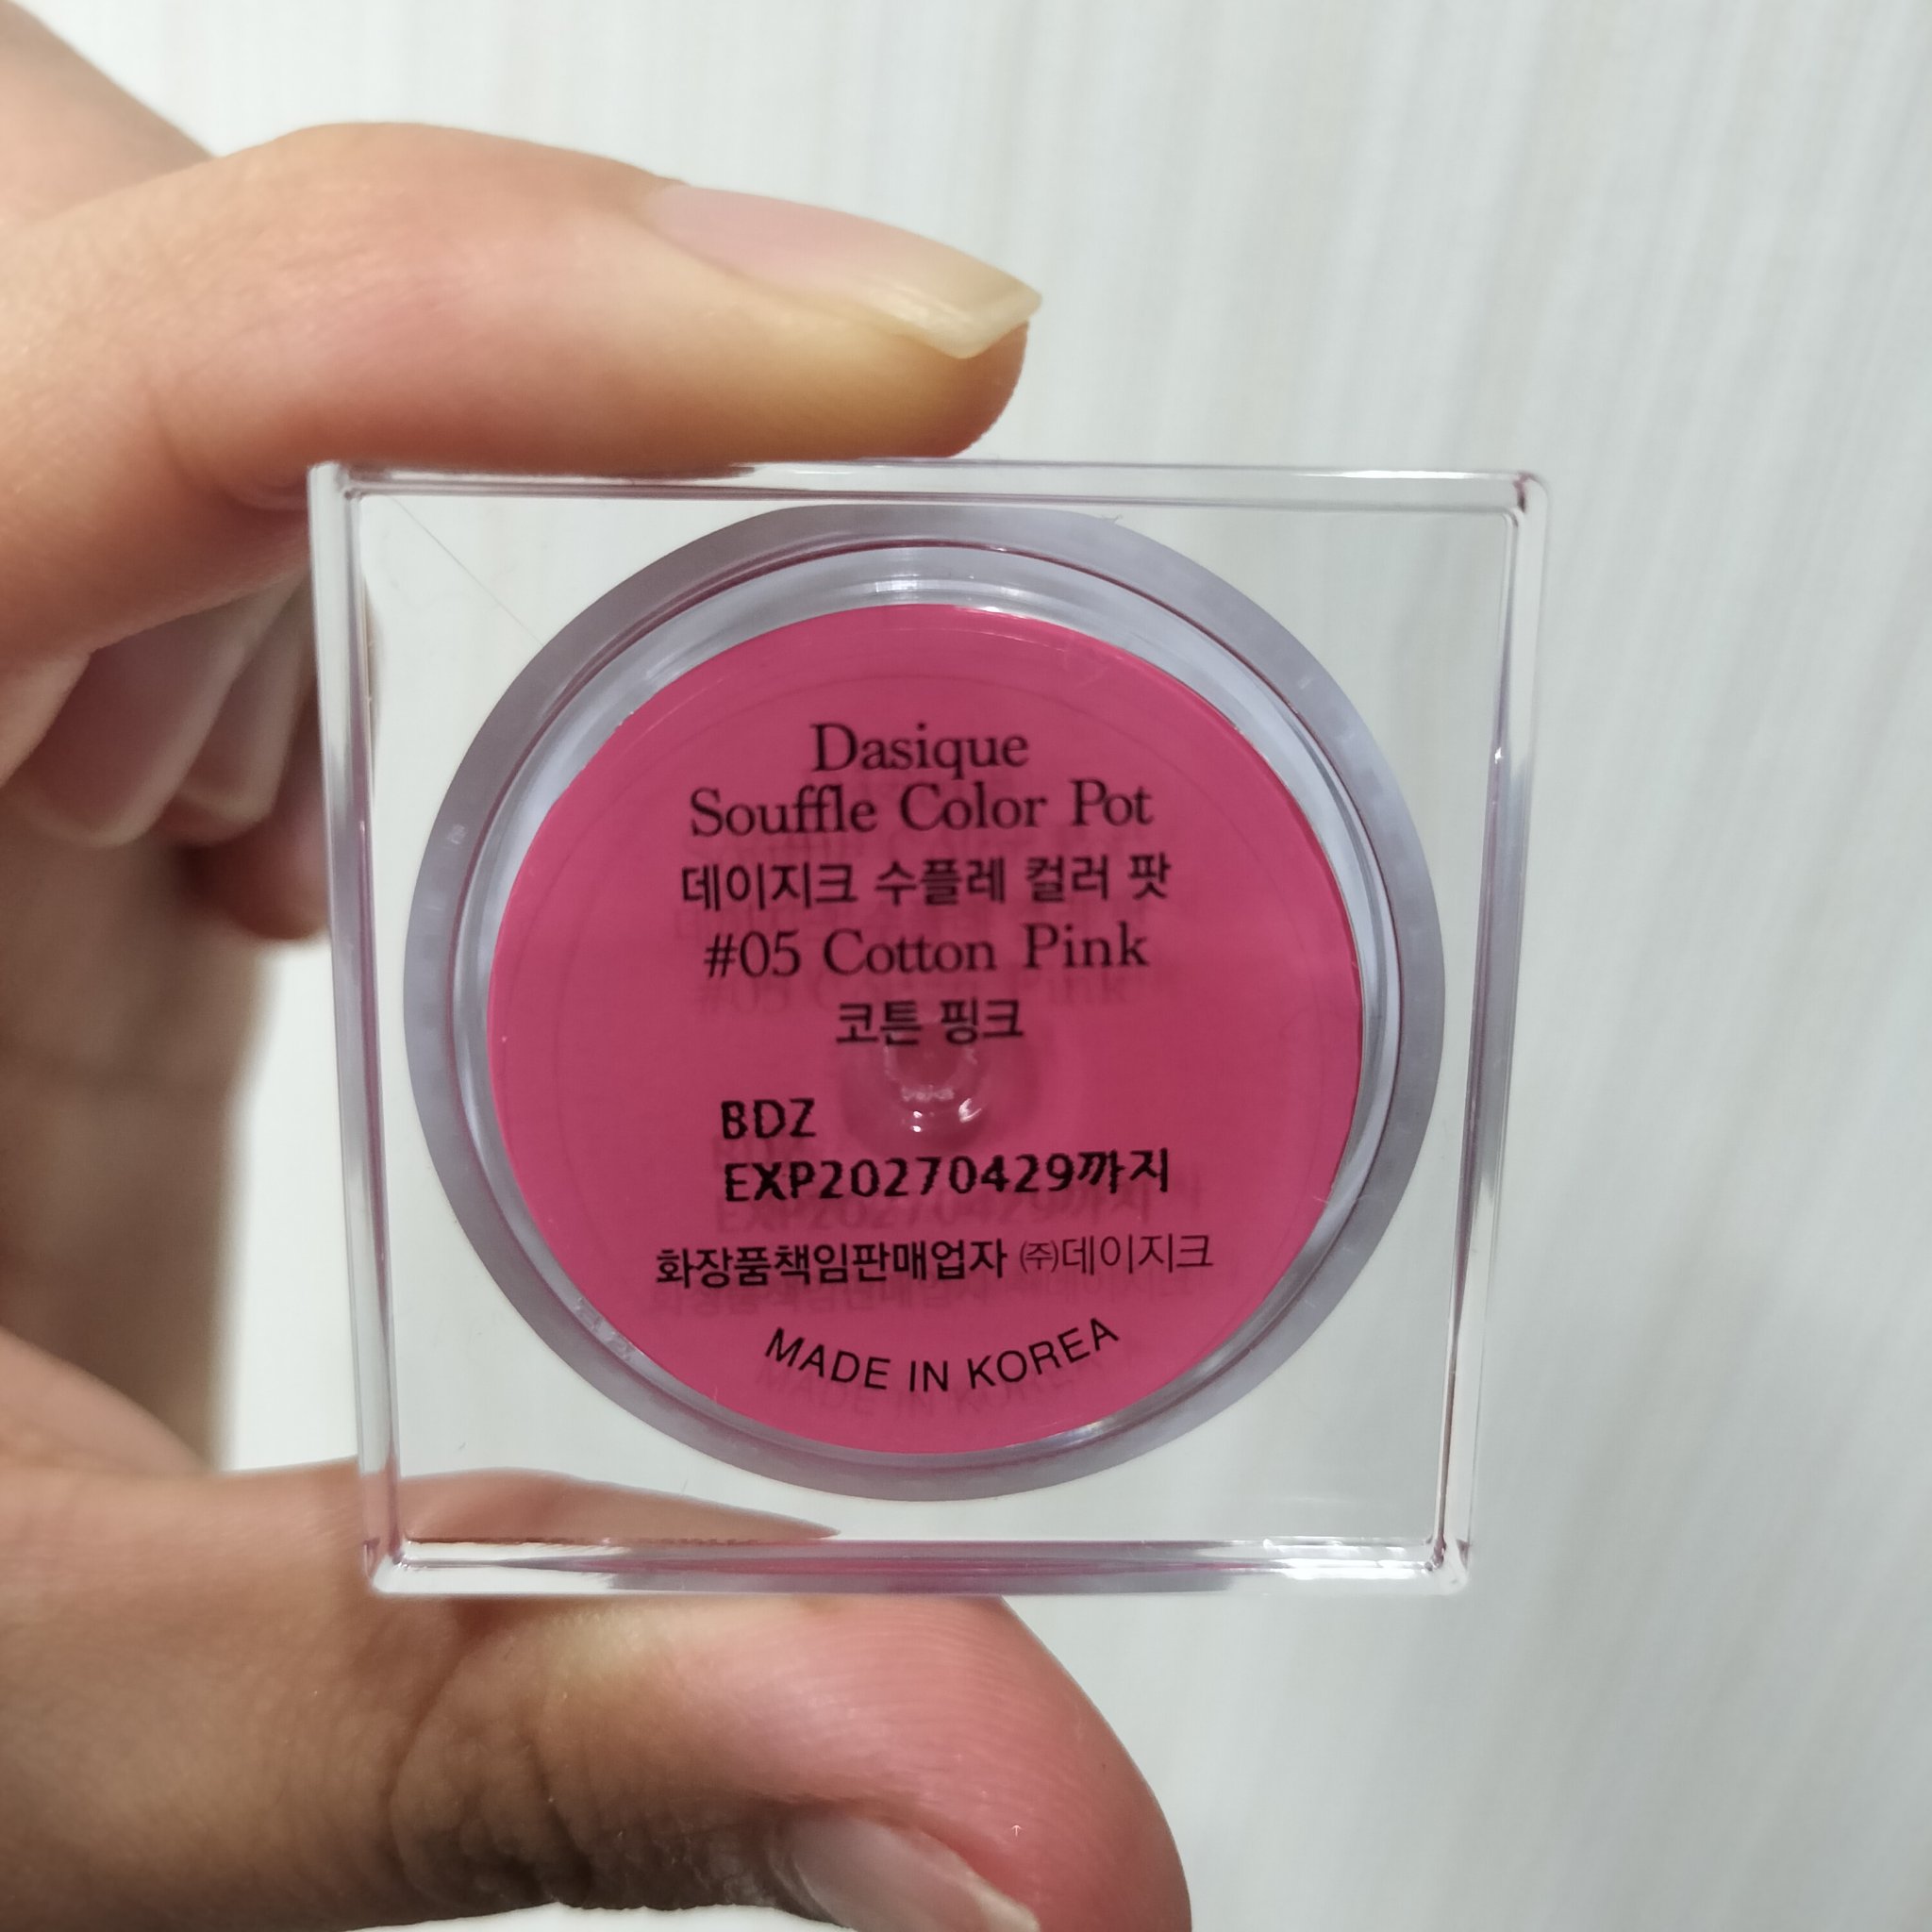 Dasique
Souffle Color Pot
데이지크 수플레 컬러 팟
#05 Cotton Pink
코튼 핑크
BDZ
EXP20270429까지
화장품책임판매업자 ㈜데이지크
MADE IN KOREA